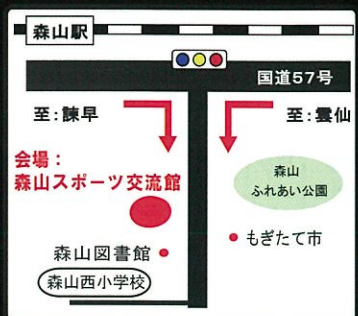 森山駅
国道57号
至:諫早
至:雲仙
会場:
森山スポーツ交流館
森山
ふれあい公園
もぎたて市
森山図書館
森山西小学校